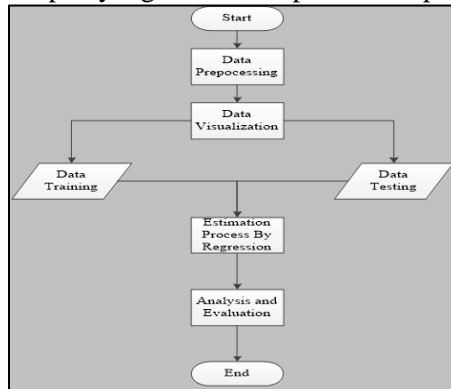 Start
Data
Prepocessing
Data
Visualization
Data
Training
Data
Testing
Estimation
Process By
Regression
Analysis and
Evaluation
End